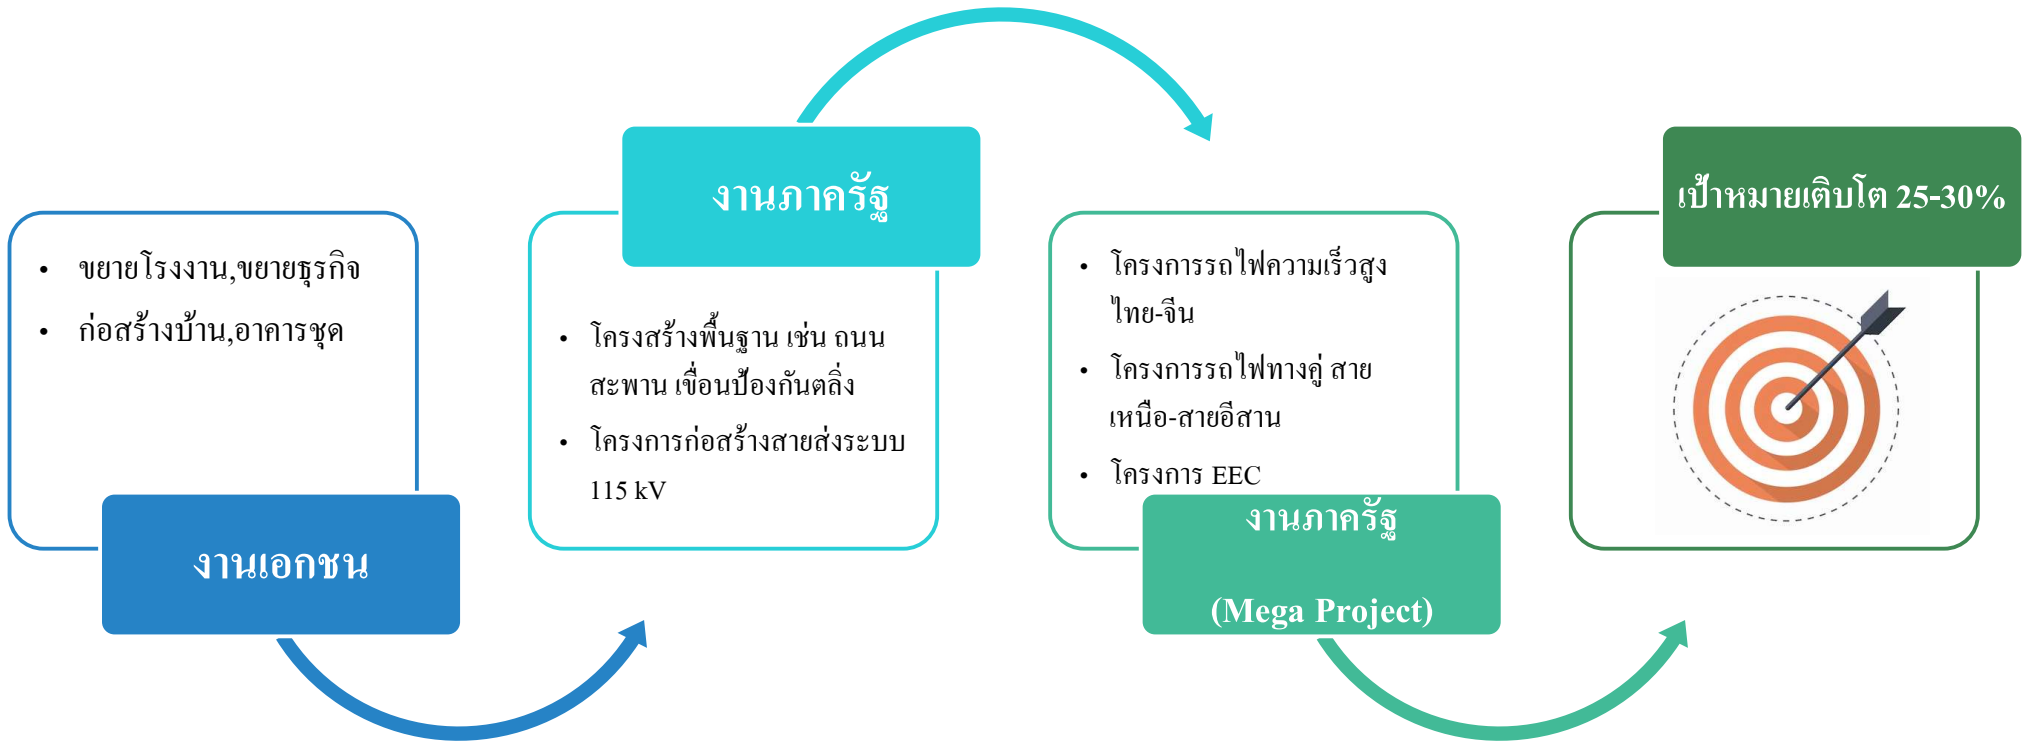 ขยายโรงงาน,ขยายธุรกิจ
ก่อสร้างบ้าน,อาคารชุด
งานเอกชน
งานภาครัฐ
โครงสร้างพื้นฐาน เช่น ถนน
สะพาน เขื่อนป้องกันตลิ่ง
โครงการก่อสร้างสายส่งระบบ
115 kV
โครงการรถไฟความเร็วสูง
ไทย-จีน
โครงการรถไฟทางคู่ สาย
เหนือ-สายอีสาน
โครงการ EEC
งานภาครัฐ
(Mega Project)
เป้าหมายเติบโต 25-30%